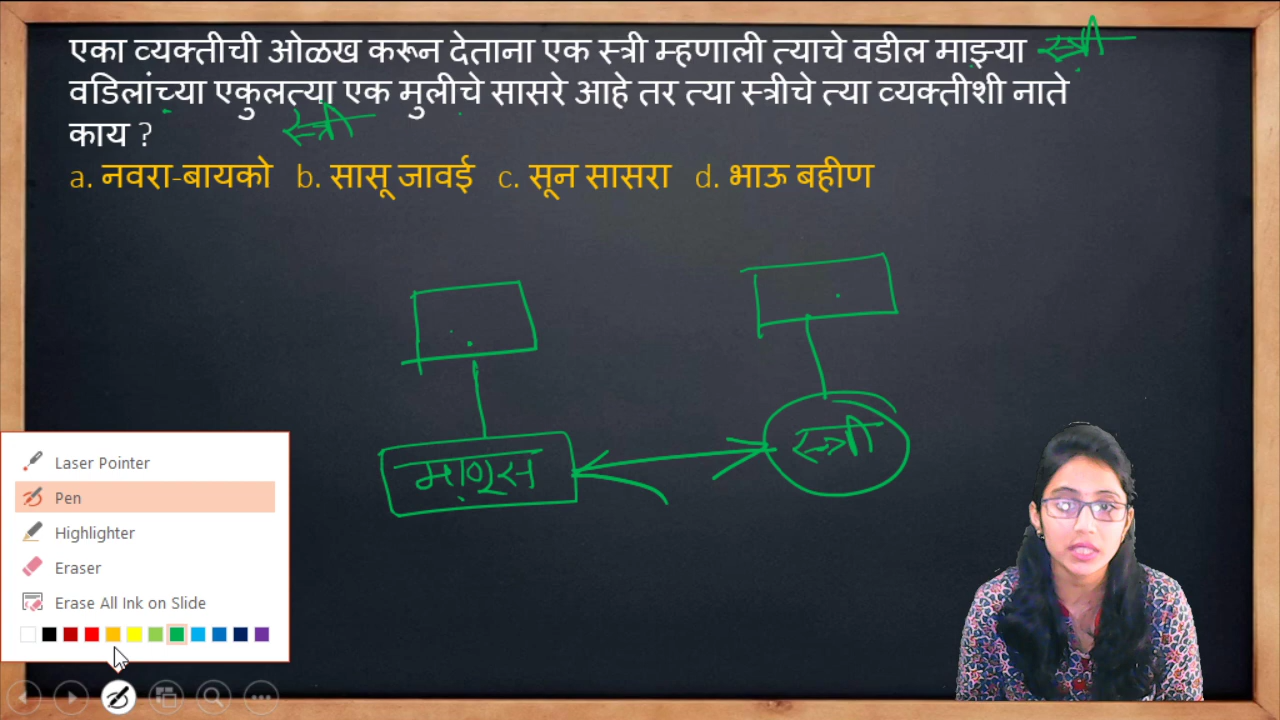 एका व्यक्तीची ओळख करून देताना एक स्त्री म्हणाली त्याचे वडील माझ्या स्त्री
वडिलांच्या एकुलत्या एक मुलीचे सासरे आहे तर त्या स्त्रीचे त्या व्यक्तीशी नाते
काय ? स्त्री
a. नवरा-बायको b. सासू जावई c. सून सासरा d. भाऊ बहीण
माणूस स्त्री
Laser Pointer
Pen
Highlighter
Eraser
Erase All Ink on Slide